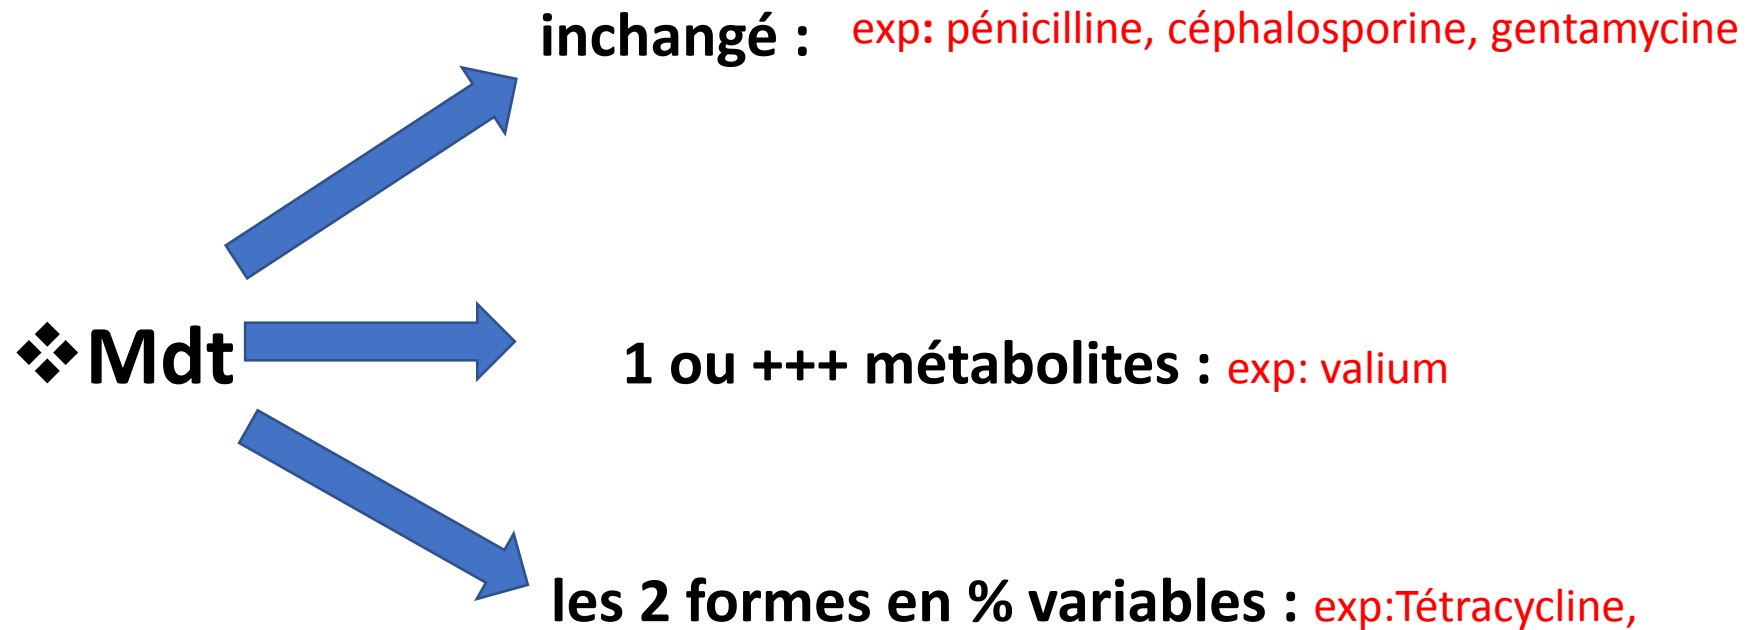 inchangé : exp: pénicilline, céphalosporine, gentamycine
❖Mdt
1 ou +++ métabolites : exp: valium
les 2 formes en % variables : exp:Tétracycline,